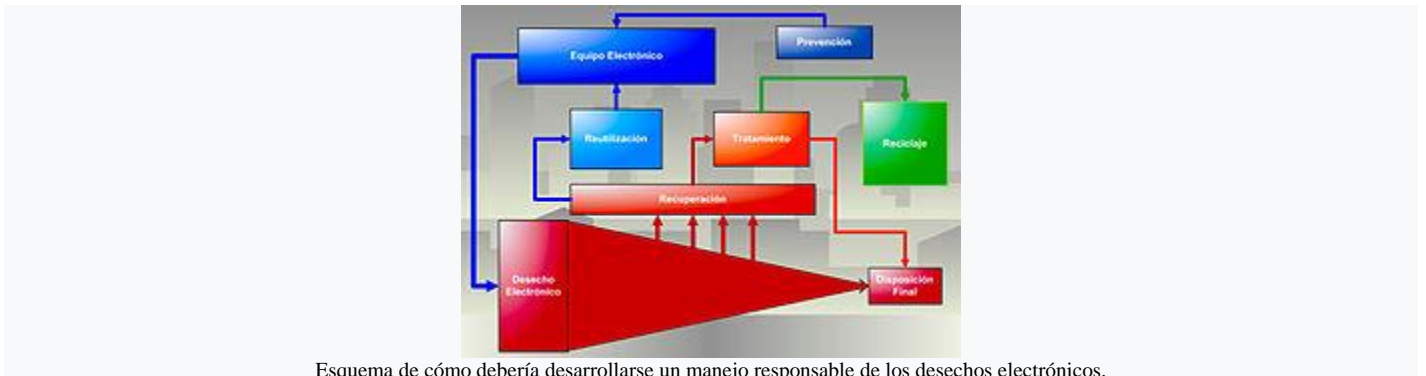 Prevención
Equipo Electrónico
Reutilización
Tratamiento
Reciclaje
Recuperación
Desecho
Electrónico
Disposición
Final
Esquema de cómo debería desarrollarse un manejo responsable de los desechos electrónicos.